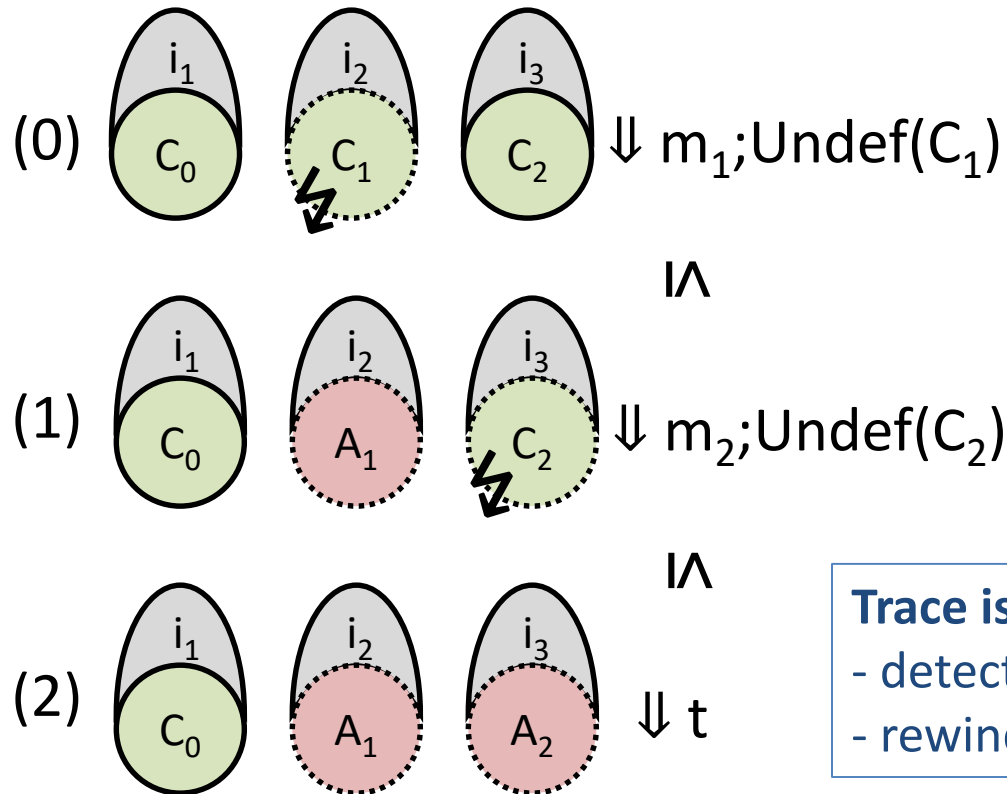 i₁ i₂ i₃
(0) C₀ C₁ C₂ ⇓ m₁;Undef(C₁)
≤
i₁ i₂ i₃
(1) C₀ A₁ C₂ ⇓ m₂;Undef(C₂)
≤
i₁ i₂ i₃
(2) C₀ A₁ A₂ ⇓ t
Trace is
- detect
- rewind